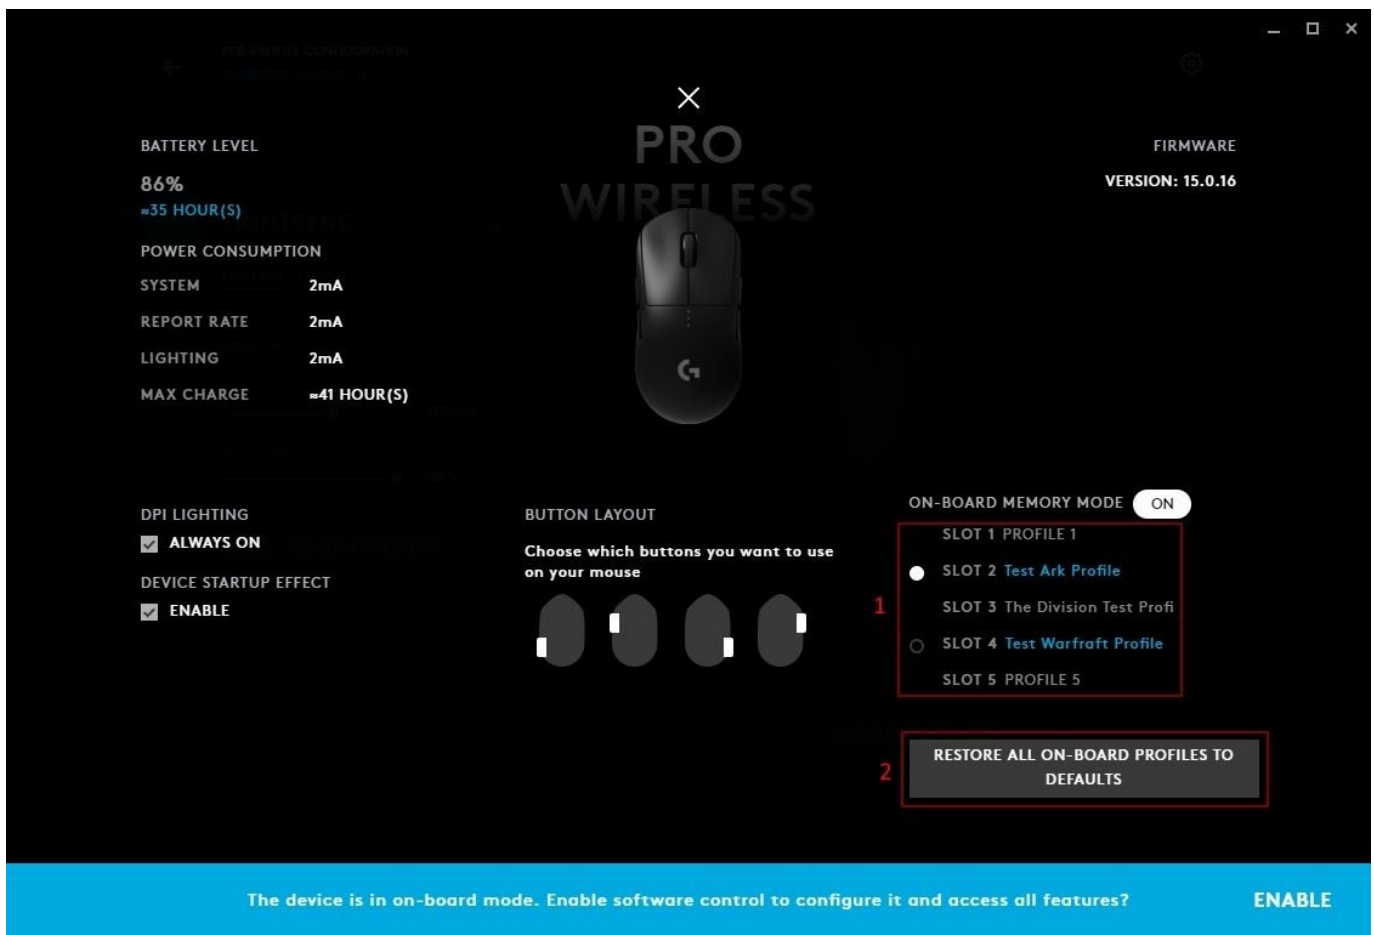 PER-PROFILE CONFIGURATION
×
PRO
WIRELESS
BATTERY LEVEL
86%
≈35 HOUR(S)
LIGHTSYNC
POWER CONSUMPTION
SYSTEM 2mA
REPORT RATE 2mA
LIGHTING 2mA
MAX CHARGE ≈41 HOUR(S)
FIRMWARE
VERSION: 15.0.16
DPI LIGHTING
ALWAYS ON
DEVICE STARTUP EFFECT
ENABLE
BUTTON LAYOUT
Choose which buttons you want to use
on your mouse
ON-BOARD MEMORY MODE ON
1
SLOT 1 PROFILE 1
SLOT 2 Test Ark Profile
SLOT 3 The Division Test Profi
SLOT 4 Test Warfraft Profile
SLOT 5 PROFILE 5
2
RESTORE ALL ON-BOARD PROFILES TO
DEFAULTS
The device is in on-board mode. Enable software control to configure it and access all features? ENABLE